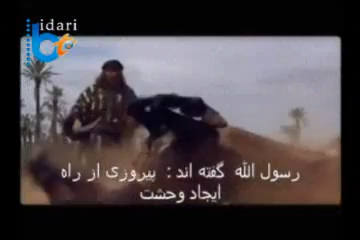 idari
رسول الله گفته اند : پیروزی از راه
ایجاد وحشت